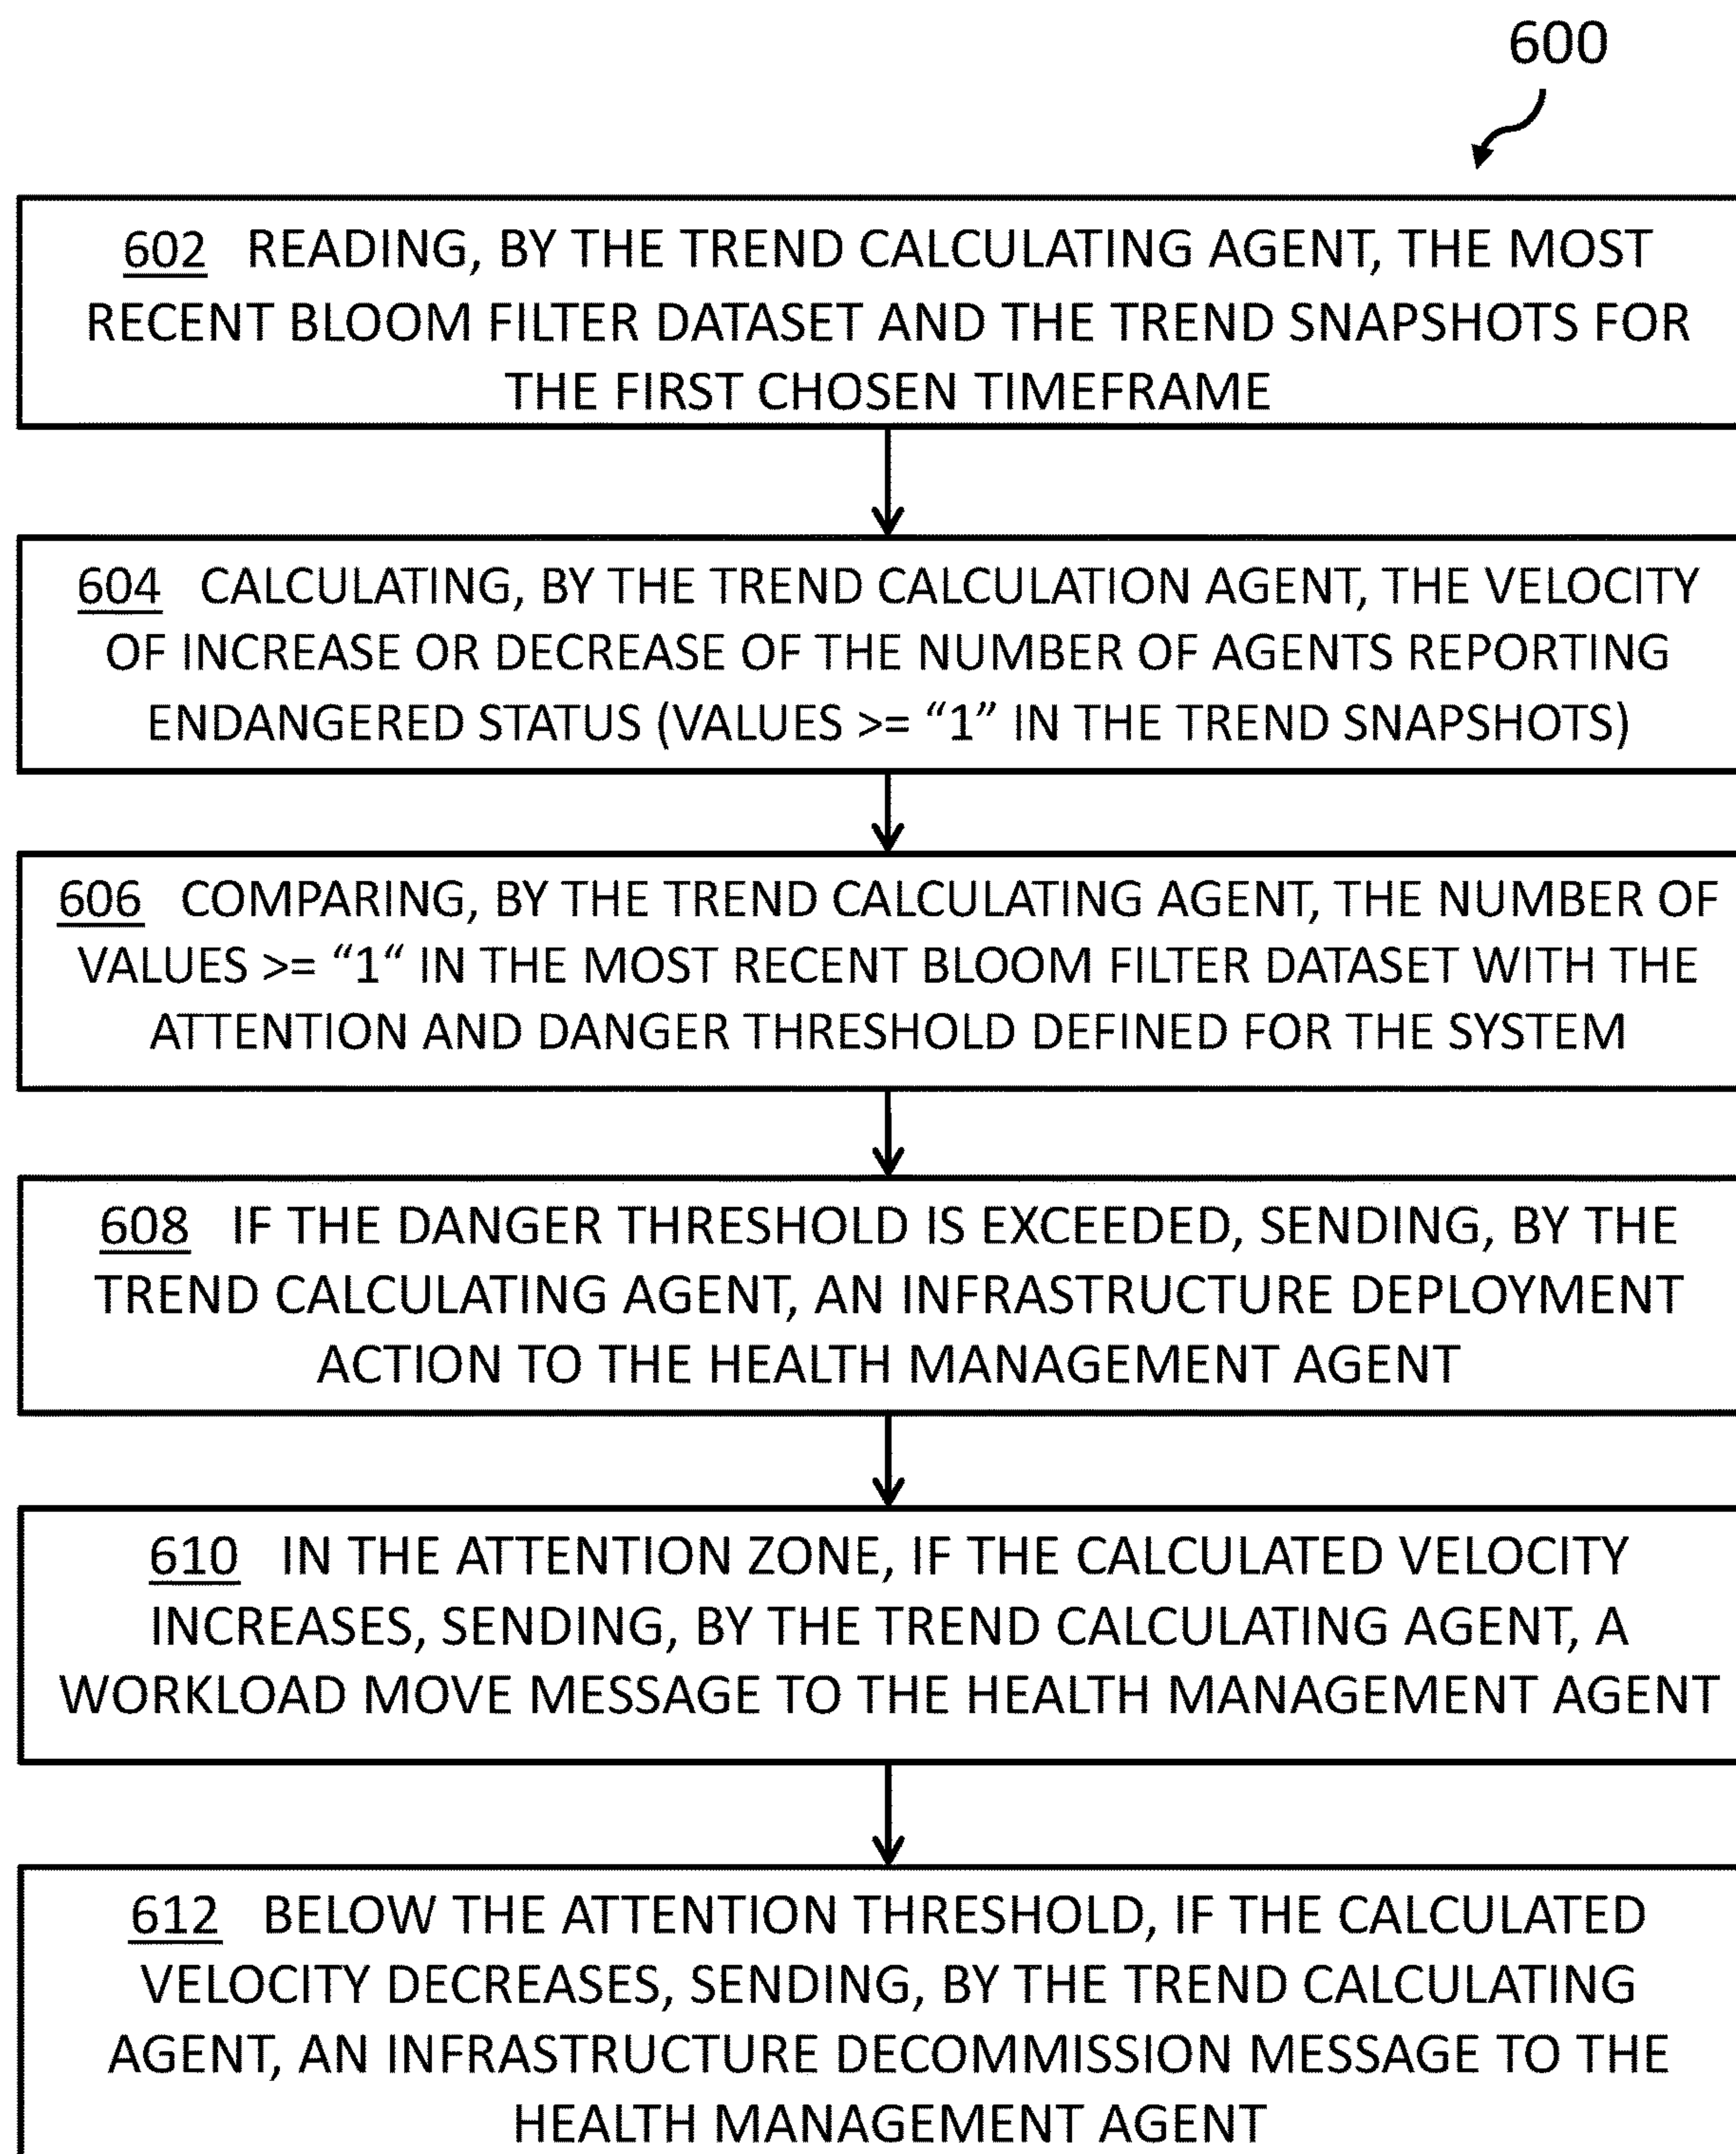 600
602 READING, BY THE TREND CALCULATING AGENT, THE MOST
RECENT BLOOM FILTER DATASET AND THE TREND SNAPSHOTS FOR
THE FIRST CHOSEN TIMEFRAME
604 CALCULATING, BY THE TREND CALCULATION AGENT, THE VELOCITY
OF INCREASE OR DECREASE OF THE NUMBER OF AGENTS REPORTING
ENDANGERED STATUS (VALUES >= “1” IN THE TREND SNAPSHOTS)
606 COMPARING, BY THE TREND CALCULATING AGENT, THE NUMBER OF
VALUES >= “1“ IN THE MOST RECENT BLOOM FILTER DATASET WITH THE
ATTENTION AND DANGER THRESHOLD DEFINED FOR THE SYSTEM
608 IF THE DANGER THRESHOLD IS EXCEEDED, SENDING, BY THE
TREND CALCULATING AGENT, AN INFRASTRUCTURE DEPLOYMENT
ACTION TO THE HEALTH MANAGEMENT AGENT
610 IN THE ATTENTION ZONE, IF THE CALCULATED VELOCITY
INCREASES, SENDING, BY THE TREND CALCULATING AGENT, A
WORKLOAD MOVE MESSAGE TO THE HEALTH MANAGEMENT AGENT
612 BELOW THE ATTENTION THRESHOLD, IF THE CALCULATED
VELOCITY DECREASES, SENDING, BY THE TREND CALCULATING
AGENT, AN INFRASTRUCTURE DECOMMISSION MESSAGE TO THE
HEALTH MANAGEMENT AGENT